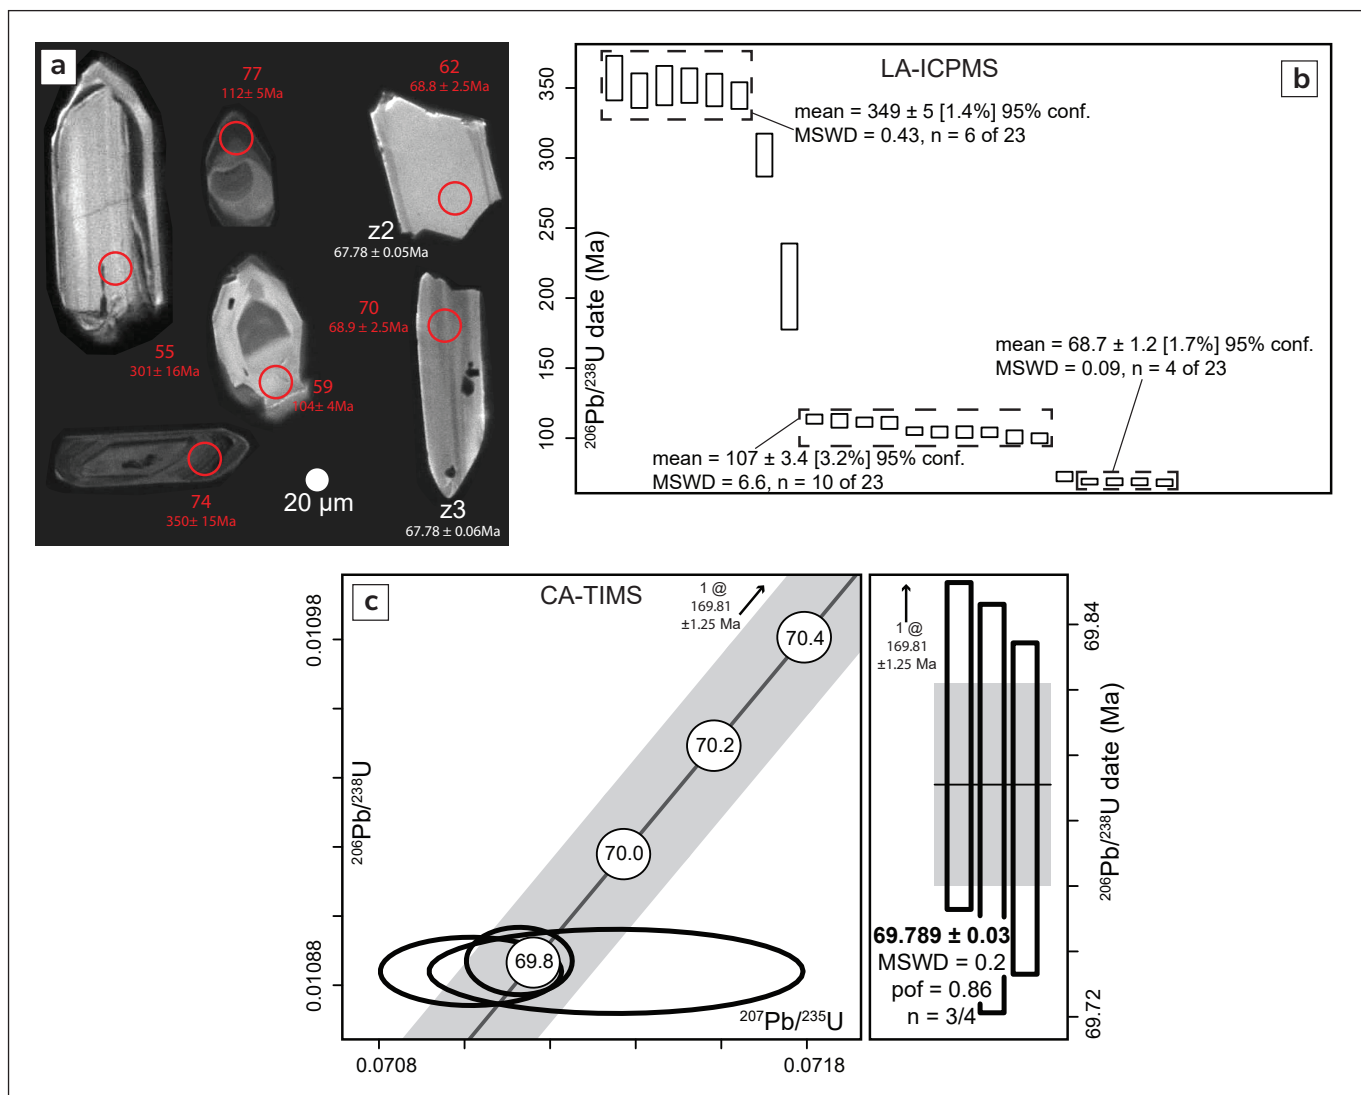 a
77
112± 5Ma
62
68.8 ± 2.5Ma
z2
67.78 ± 0.05Ma
55
301± 16Ma
59
104± 4Ma
70
68.9 ± 2.5Ma
74
350± 15Ma
20 µm
z3
67.78 ± 0.06Ma
LA-ICPMS
b
206Pb/238U date (Ma)
350
300
250
200
150
100
mean = 349 ± 5 [1.4%] 95% conf.
MSWD = 0.43, n = 6 of 23
mean = 68.7 ± 1.2 [1.7%] 95% conf.
MSWD = 0.09, n = 4 of 23
mean = 107 ± 3.4 [3.2%] 95% conf.
MSWD = 6.6, n = 10 of 23
c
CA-TIMS
1 @
169.81
±1.25 Ma
70.4
70.2
70.0
69.8
0.01098
0.01088
206Pb/238U
207Pb/235U
0.0708
0.0718
1 @
169.81
±1.25 Ma
69.84
69.72
206Pb/238U date (Ma)
69.789 ± 0.03
MSWD = 0.2
pof = 0.86
n = 3/4